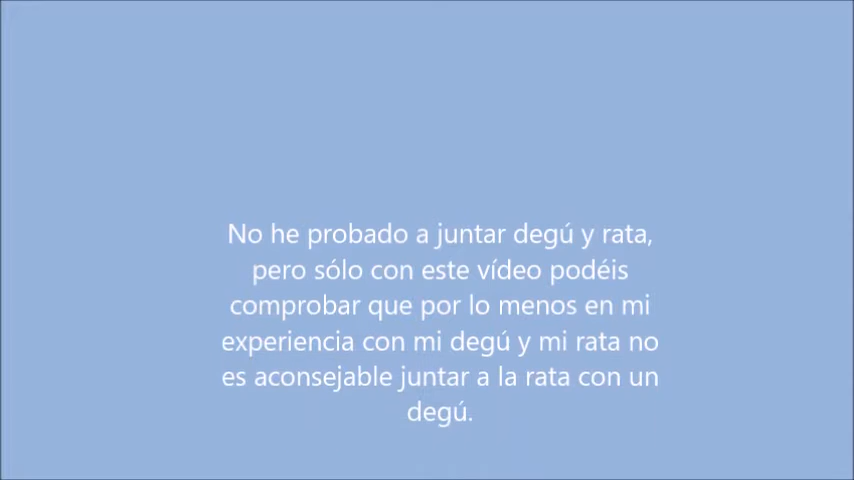 No he probado a juntar degú y rata,
pero sólo con este vídeo podéis
comprobar que por lo menos en mi
experiencia con mi degú y mi rata no
es aconsejable juntar a la rata con un
degú.